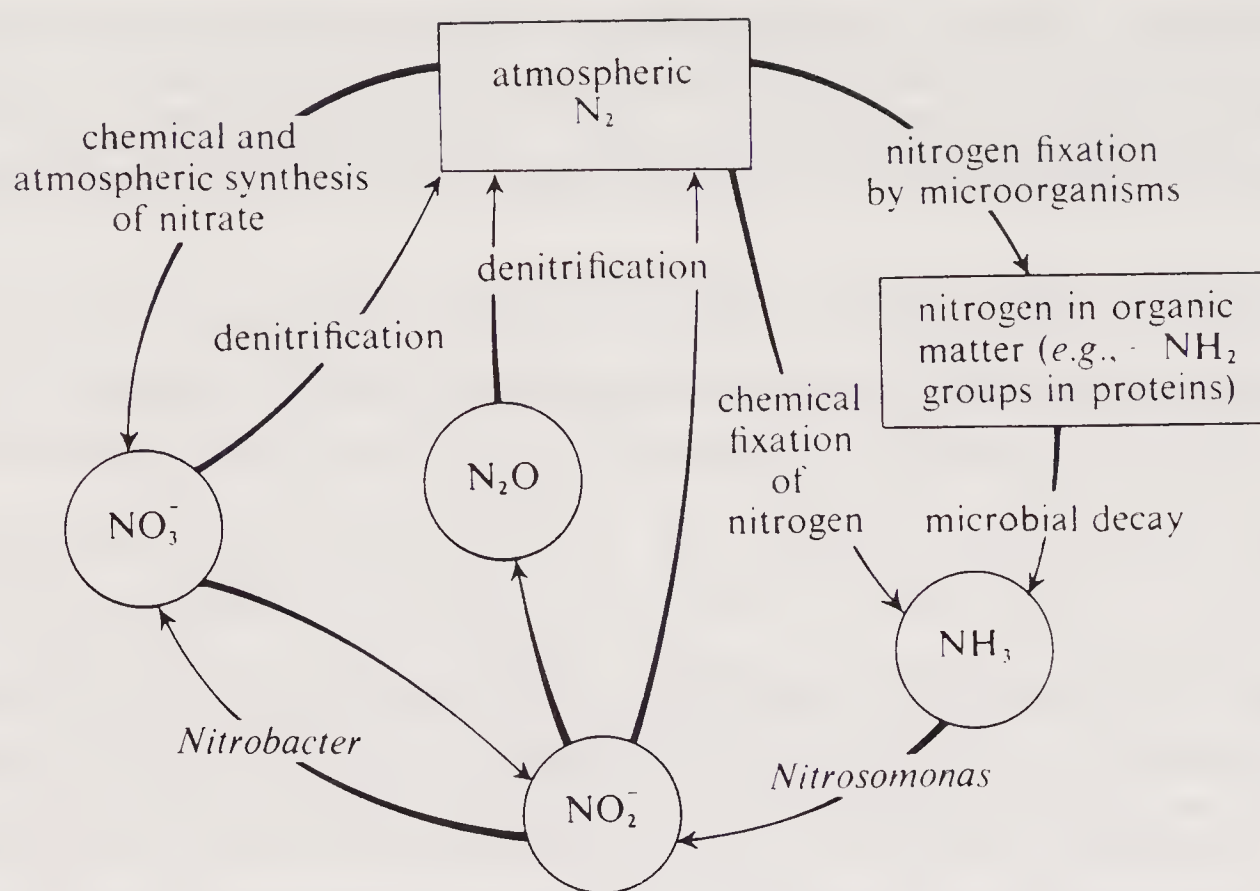 atmospheric
N₂
chemical and
atmospheric synthesis
of nitrate
nitrogen fixation
by microorganisms
denitrification
denitrification
nitrogen in organic
matter (e.g., - NH₂
groups in proteins)
chemical
fixation
of
nitrogen
N₂O
NO₃⁻
microbial decay
NH₃
Nitrobacter
Nitrosomonas
NO₂⁻